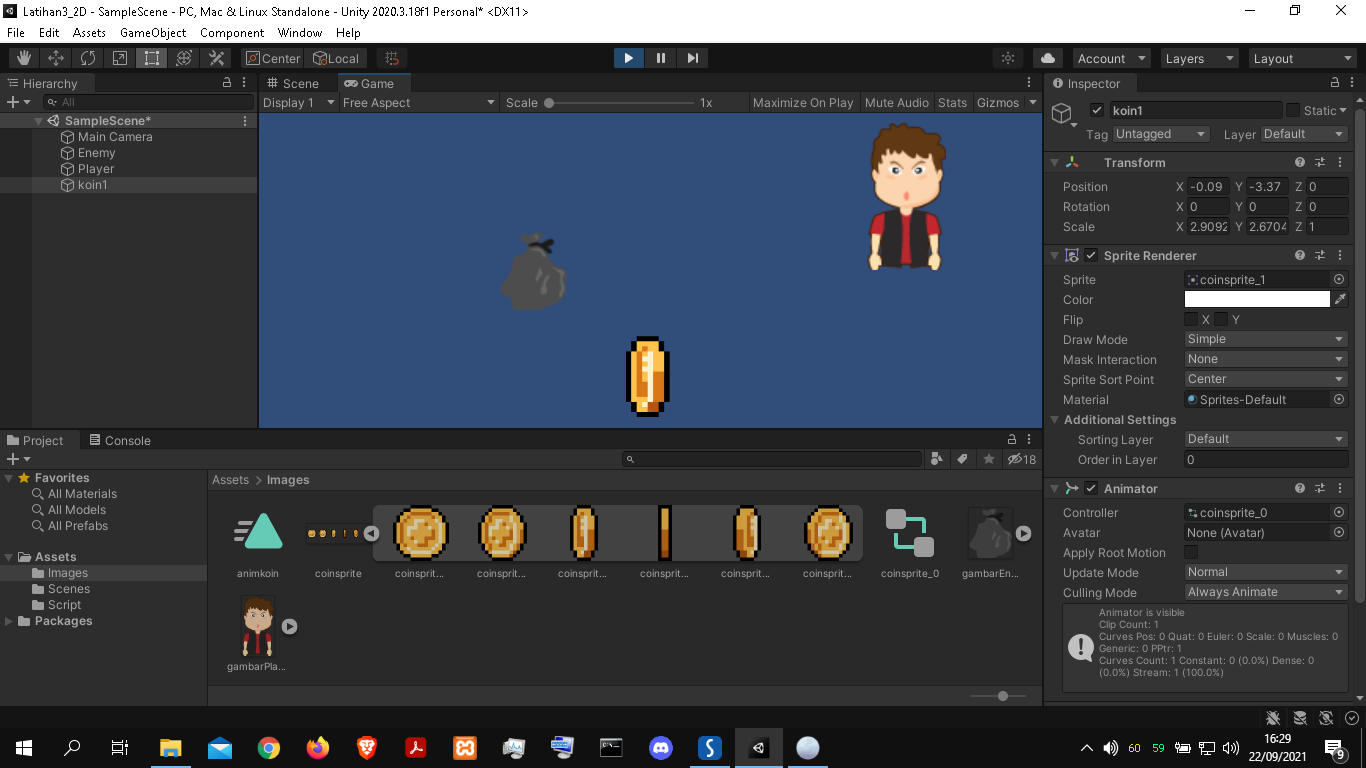 Latihan3_2D - SampleScene - PC, Mac & Linux Standalone - Unity 2020.3.18f1 Personal* <DX11>
File Edit Assets GameObject Component Window Help
Center Local Account Layers Layout
Hierarchy
All
SampleScene*
Main Camera
Enemy
Player
koin1
Scene Game
Display 1 Free Aspect Scale 1x Maximize On Play Mute Audio Stats Gizmos
Inspector
koin1 Static
Tag Untagged Layer Default
Transform
Position X -0.09 Y -3.37 Z 0
Rotation X 0 Y 0 Z 0
Scale X 2.9092 Y 2.6704 Z 1
Sprite Renderer
Sprite coinsprite_1
Color
Flip X Y
Draw Mode Simple
Mask Interaction None
Sprite Sort Point Center
Material Sprites-Default
Additional Settings
Sorting Layer Default
Order in Layer 0
Animator
Controller coinsprite_0
Avatar None (Avatar)
Apply Root Motion
Update Mode Normal
Culling Mode Always Animate
Animator is visible
Clip Count: 1
Curves Pos: 0 Quat: 0 Euler: 0 Scale: 0 Muscles: 0
Generic: 0 PPtr: 1
Curves Count: 1 Constant: 0 (0.0%) Dense: 0
(0.0%) Stream: 1 (100.0%)
Project Console
18
Favorites
All Materials
All Models
All Prefabs
Assets
Images
Scenes
Script
Packages
Assets > Images
animkoin coinsprite coinsprit... coinsprit... coinsprit... coinsprit... coinsprit... coinsprit... coinsprite_0 gambarEn...
gambarPla...
60 59 16:29
22/09/2021
9